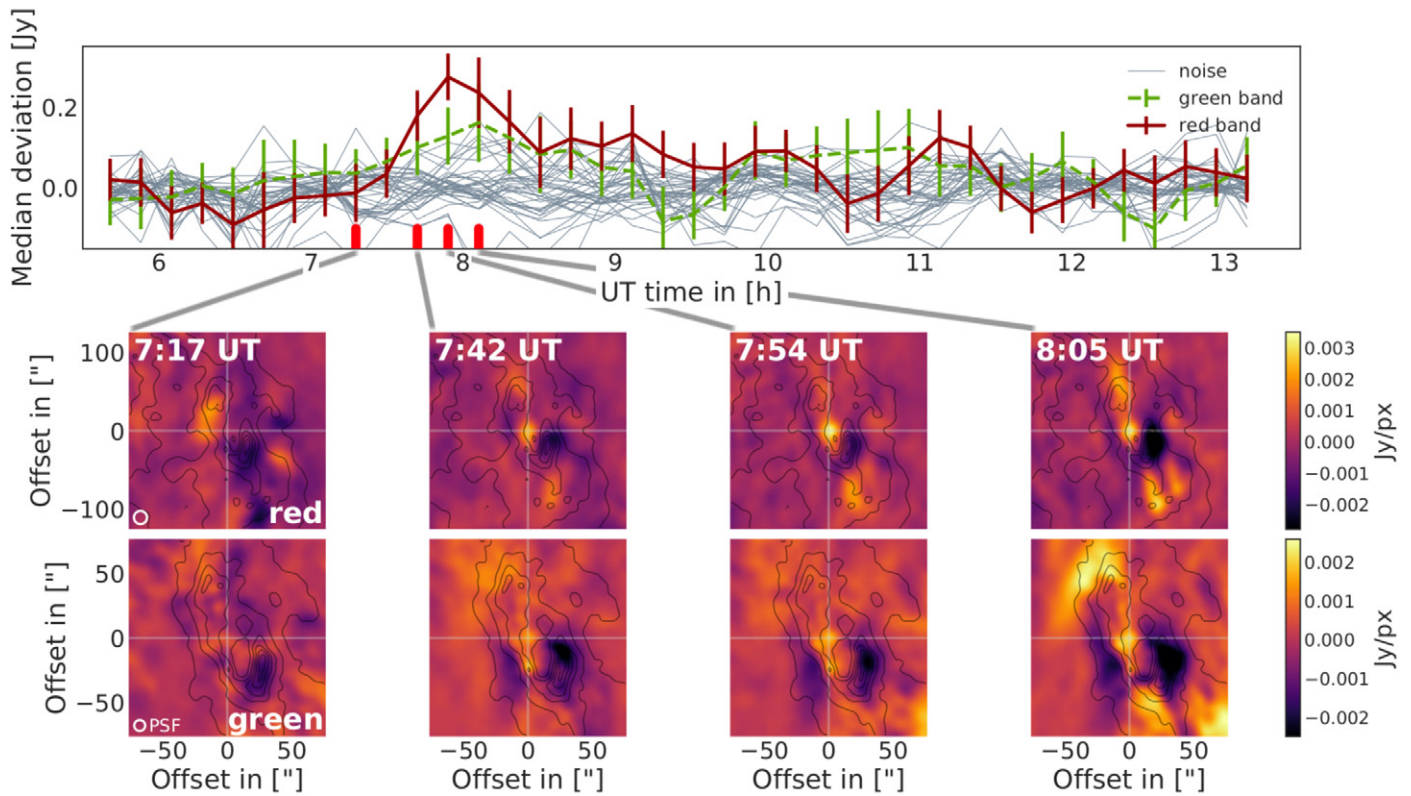 Median deviation [Jy]
0.2
0.0
noise
green band
red band
6 7 8 9 10 11 12 13
UT time in [h]
7:17 UT 7:42 UT 7:54 UT 8:05 UT
Offset in ["]
100
0
−100
red
0.003
0.002
0.001
0.000
−0.001
−0.002
Jy/px
Offset in ["]
50
0
−50
PSF green
0.002
0.001
0.000
−0.001
−0.002
Jy/px
−50 0 50 −50 0 50 −50 0 50 −50 0 50
Offset in ["] Offset in ["] Offset in ["] Offset in ["]